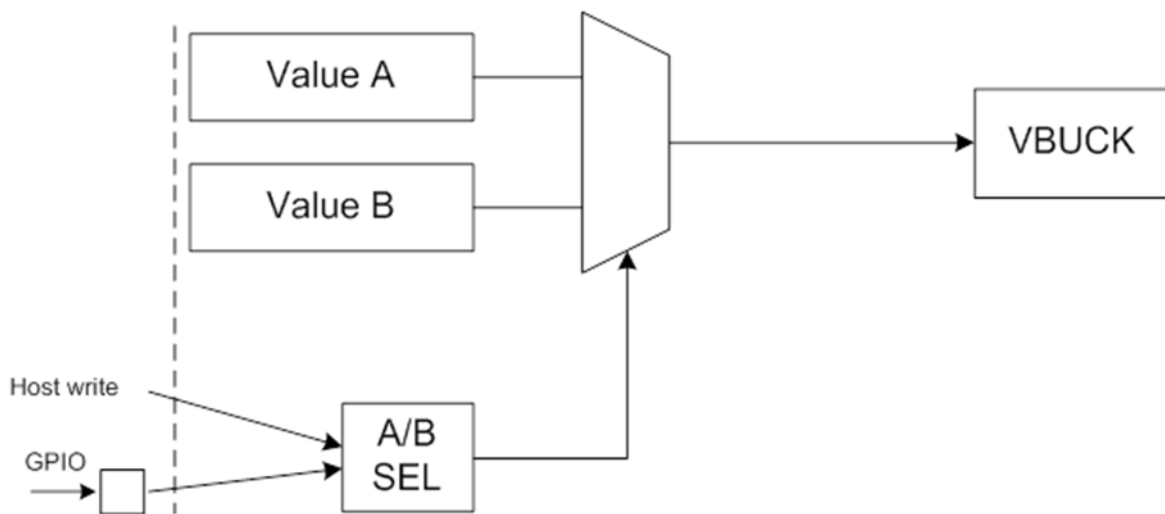 Value A
VBUCK
Value B
Host write
A/B
SEL
GPIO